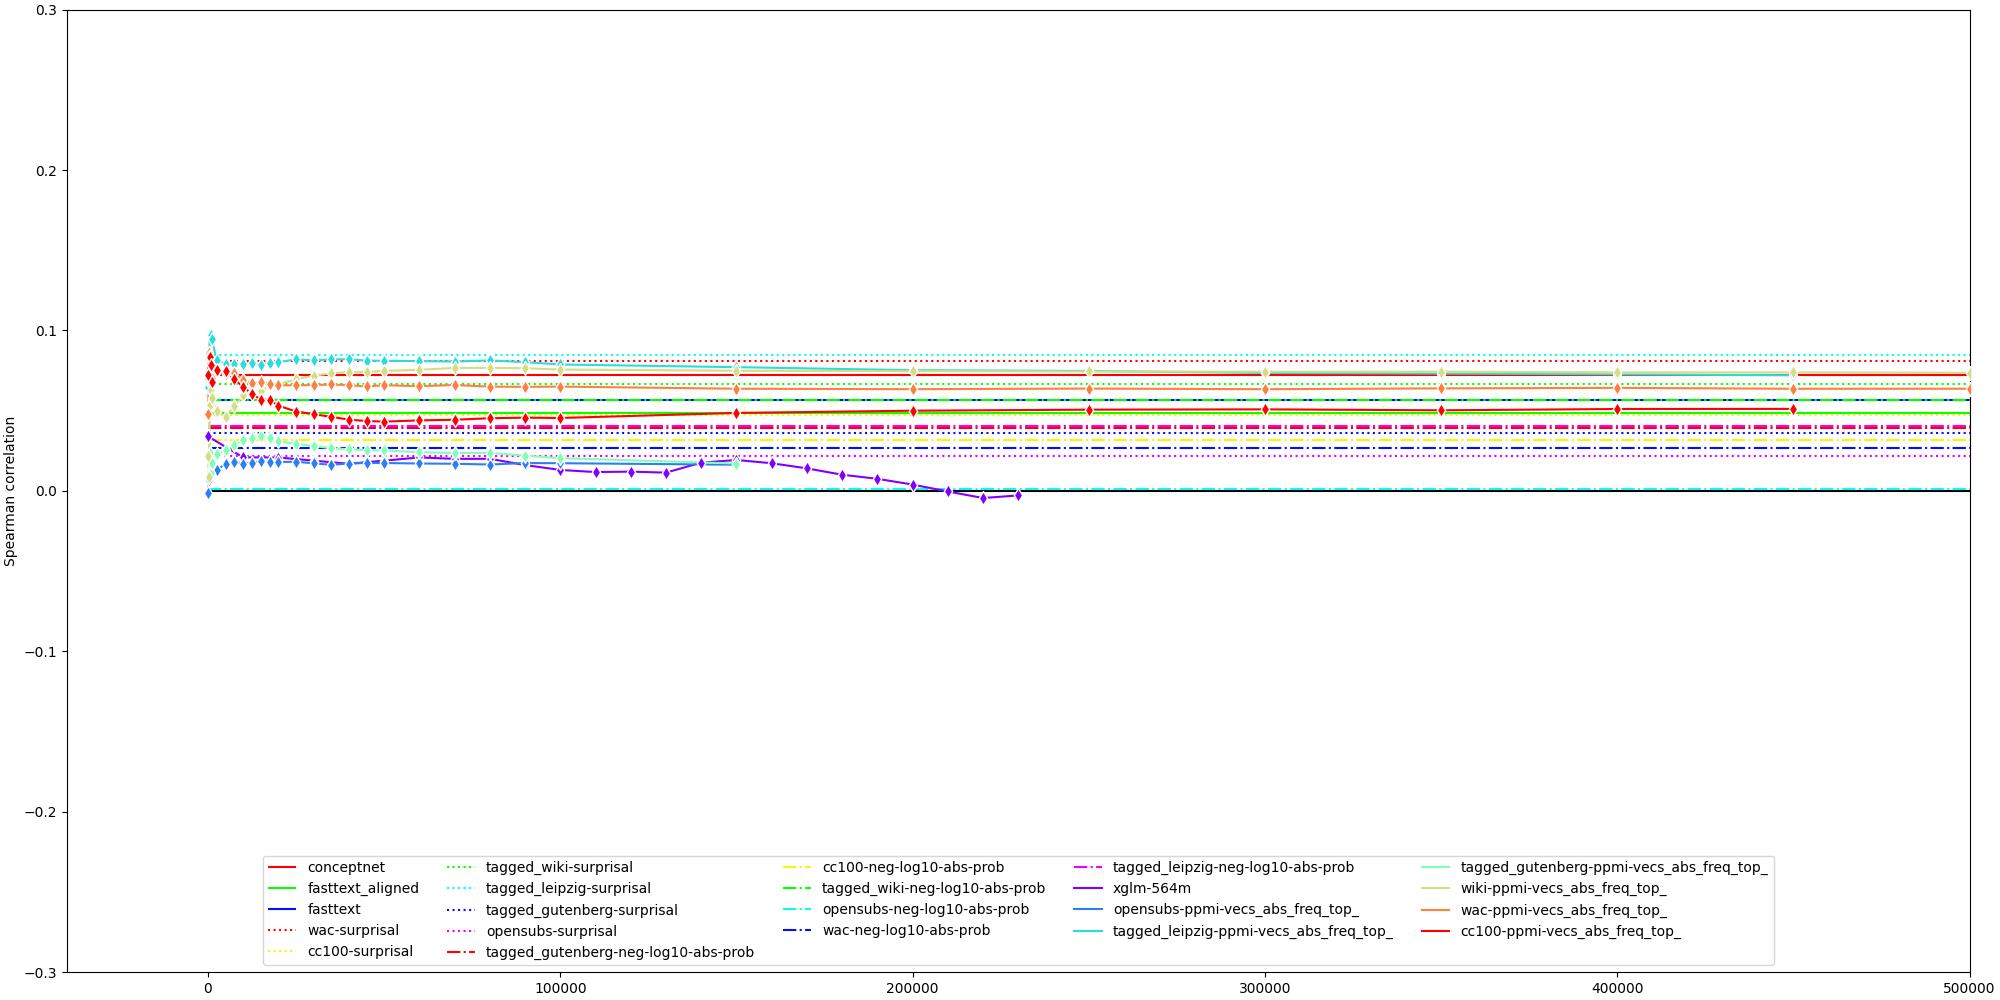 0.3
0.2
0.1
0.0
−0.1
−0.2
−0.3
Spearman correlation
conceptnet
fasttext_aligned
fasttext
wac-surprisal
cc100-surprisal
tagged_wiki-surprisal
tagged_leipzig-surprisal
tagged_gutenberg-surprisal
opensubs-surprisal
tagged_gutenberg-neg-log10-abs-prob
cc100-neg-log10-abs-prob
tagged_wiki-neg-log10-abs-prob
opensubs-neg-log10-abs-prob
wac-neg-log10-abs-prob
tagged_leipzig-neg-log10-abs-prob
xglm-564m
opensubs-ppmi-vecs_abs_freq_top_
tagged_leipzig-ppmi-vecs_abs_freq_top_
tagged_gutenberg-ppmi-vecs_abs_freq_top_
wiki-ppmi-vecs_abs_freq_top_
wac-ppmi-vecs_abs_freq_top_
cc100-ppmi-vecs_abs_freq_top_
0 100000 200000 300000 400000 500000